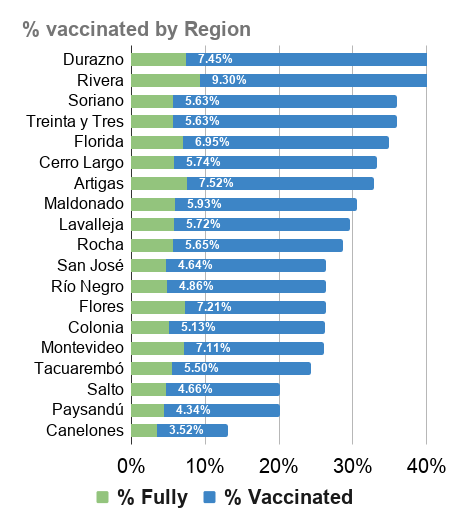 % vaccinated by Region
Durazno 7.45%
Rivera 9.30%
Soriano 5.63%
Treinta y Tres 5.63%
Florida 6.95%
Cerro Largo 5.74%
Artigas 7.52%
Maldonado 5.93%
Lavalleja 5.72%
Rocha 5.65%
San José 4.64%
Río Negro 4.86%
Flores 7.21%
Colonia 5.13%
Montevideo 7.11%
Tacuarembó 5.50%
Salto 4.66%
Paysandú 4.34%
Canelones 3.52%
0% 10% 20% 30% 40%
% Fully % Vaccinated